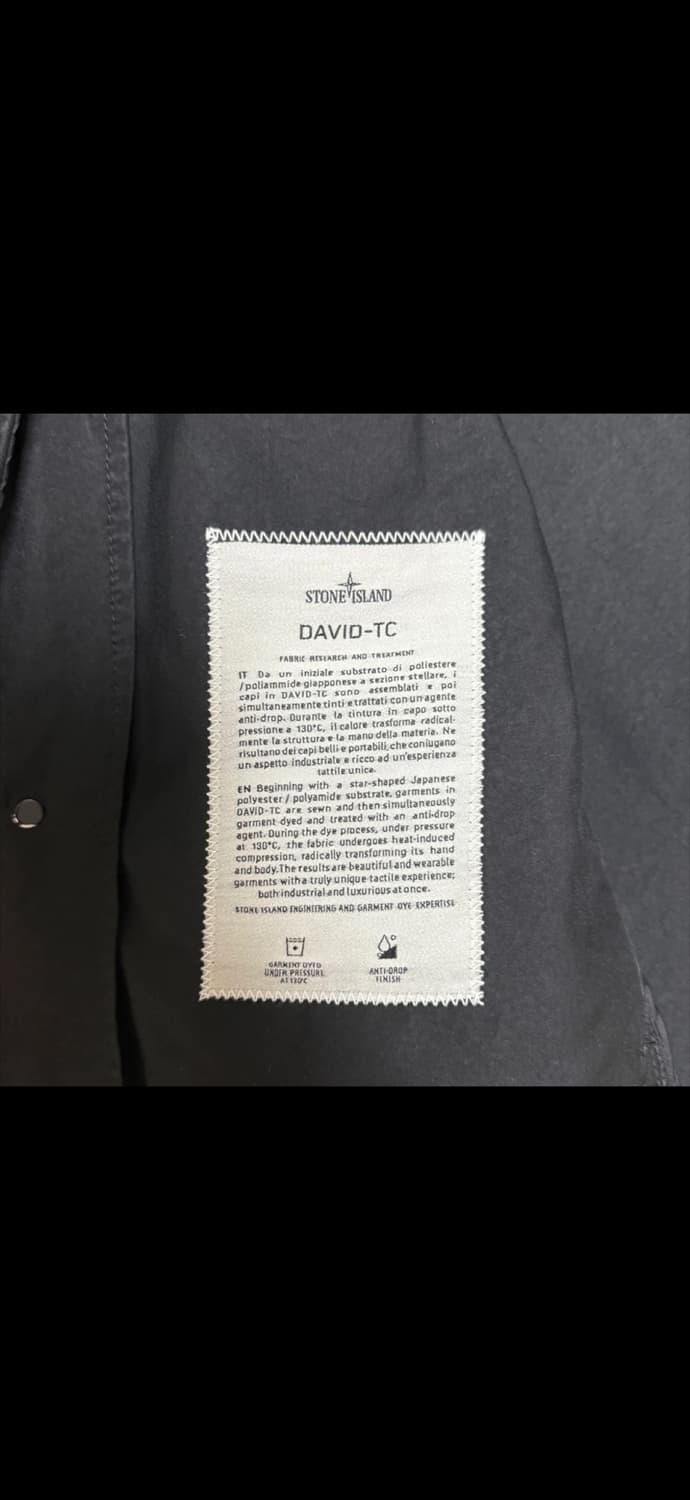 STONE ISLAND
DAVID-TC
FABRIC RESEARCH AND TREATMENT
IT Da un iniziale substrato di poliestere
/poliammide giapponese a sezione stellare, i
capi in DAVID-TC sono assemblati e poi
simultaneamente tinti e trattati con un agente
anti-drop. Durante la tintura in capo sotto
pressione a 130°C, il calore trasforma radical-
mente la struttura e la mano della materia. Ne
risultano dei capi belli e portabili, che coniugano
un aspetto industriale e ricco ad un'esperienza
tattile unica.
EN Beginning with a star-shaped Japanese
polyester / polyamide substrate, garments in
DAVID-TC are sewn and then simultaneously
garment dyed and treated with an anti-drop
agent. During the dye process, under pressure
at 130°C, the fabric undergoes heat-induced
compression, radically transforming its hand
and body. The results are beautiful and wearable
garments with a truly unique tactile experience;
both industrial and luxurious at once.
STONE ISLAND ENGINEERING AND GARMENT DYE EXPERTISE
GARMENT DYED
UNDER PRESSURE
AT 130°C
ANTI-DROP
FINISH